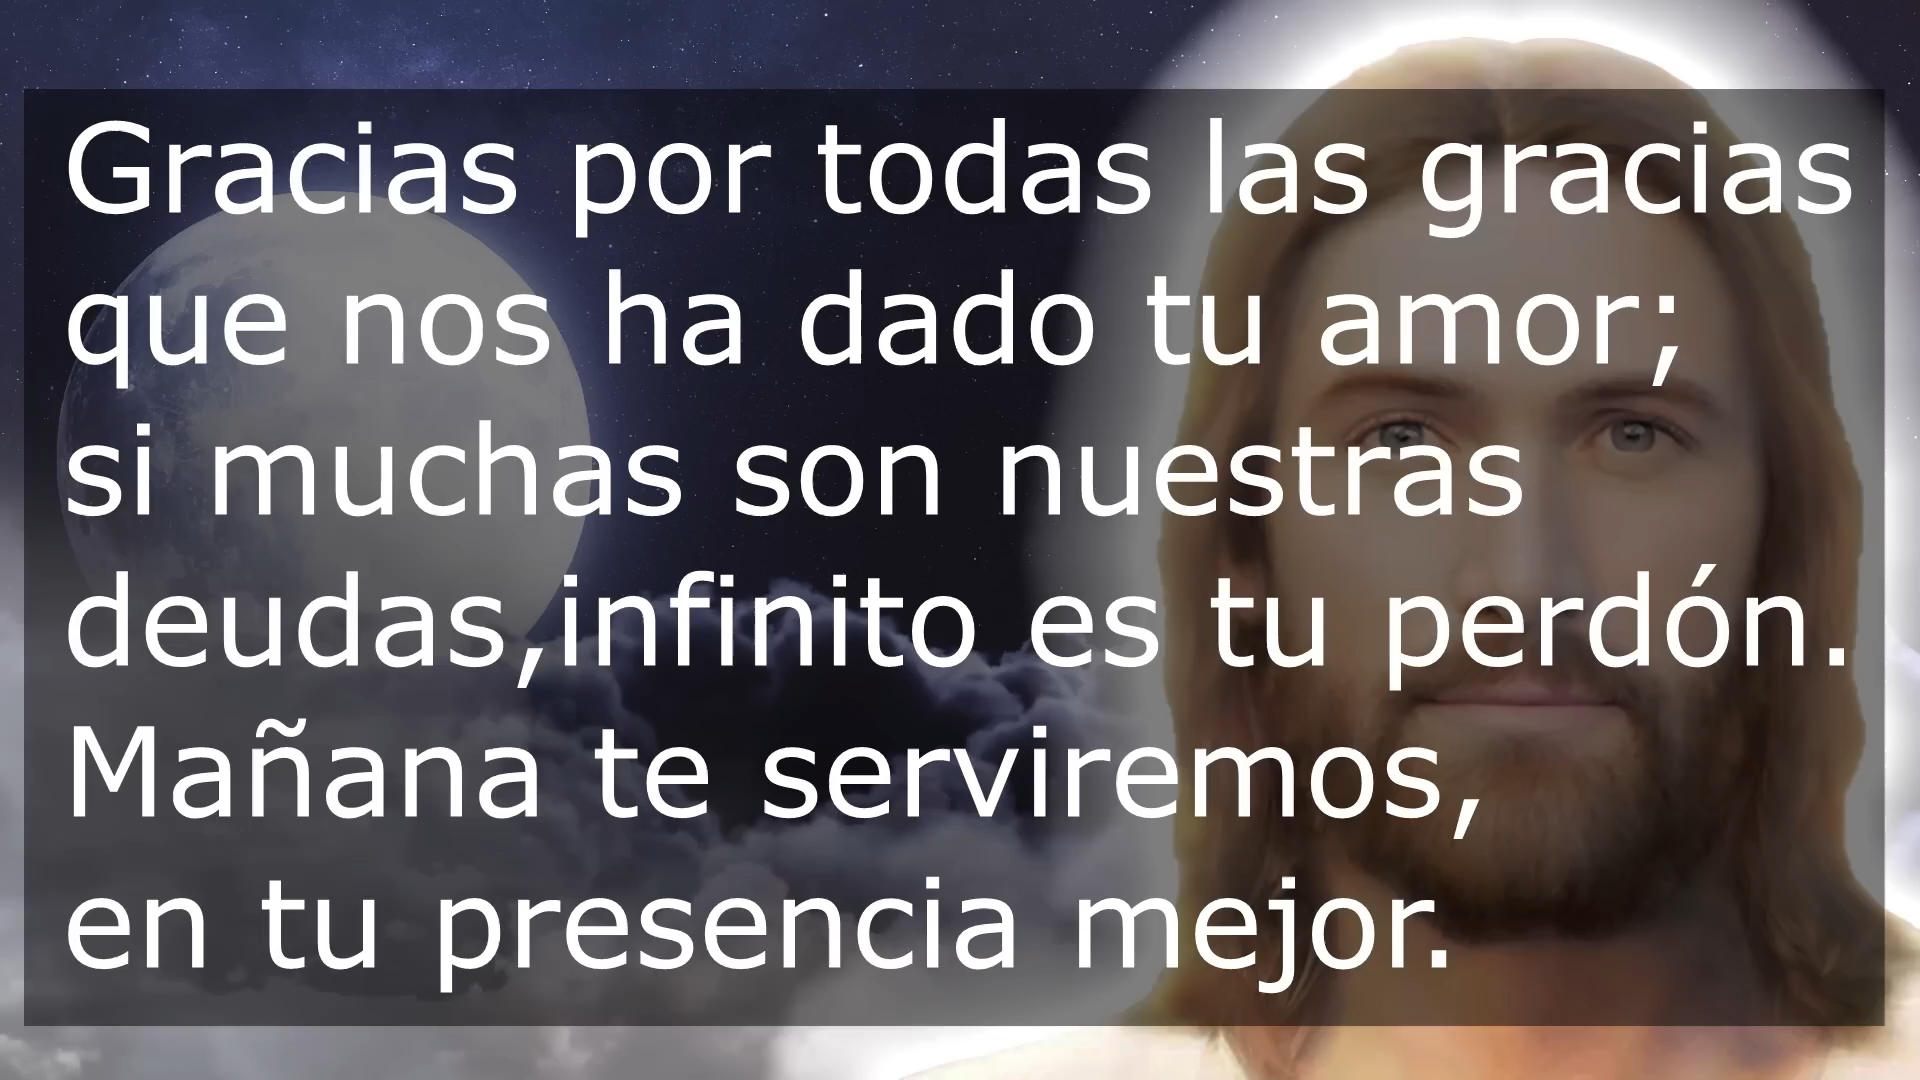 Gracias por todas las gracias
que nos ha dado tu amor;
si muchas son nuestras
deudas,infinito es tu perdón.
Mañana te serviremos,
en tu presencia mejor.